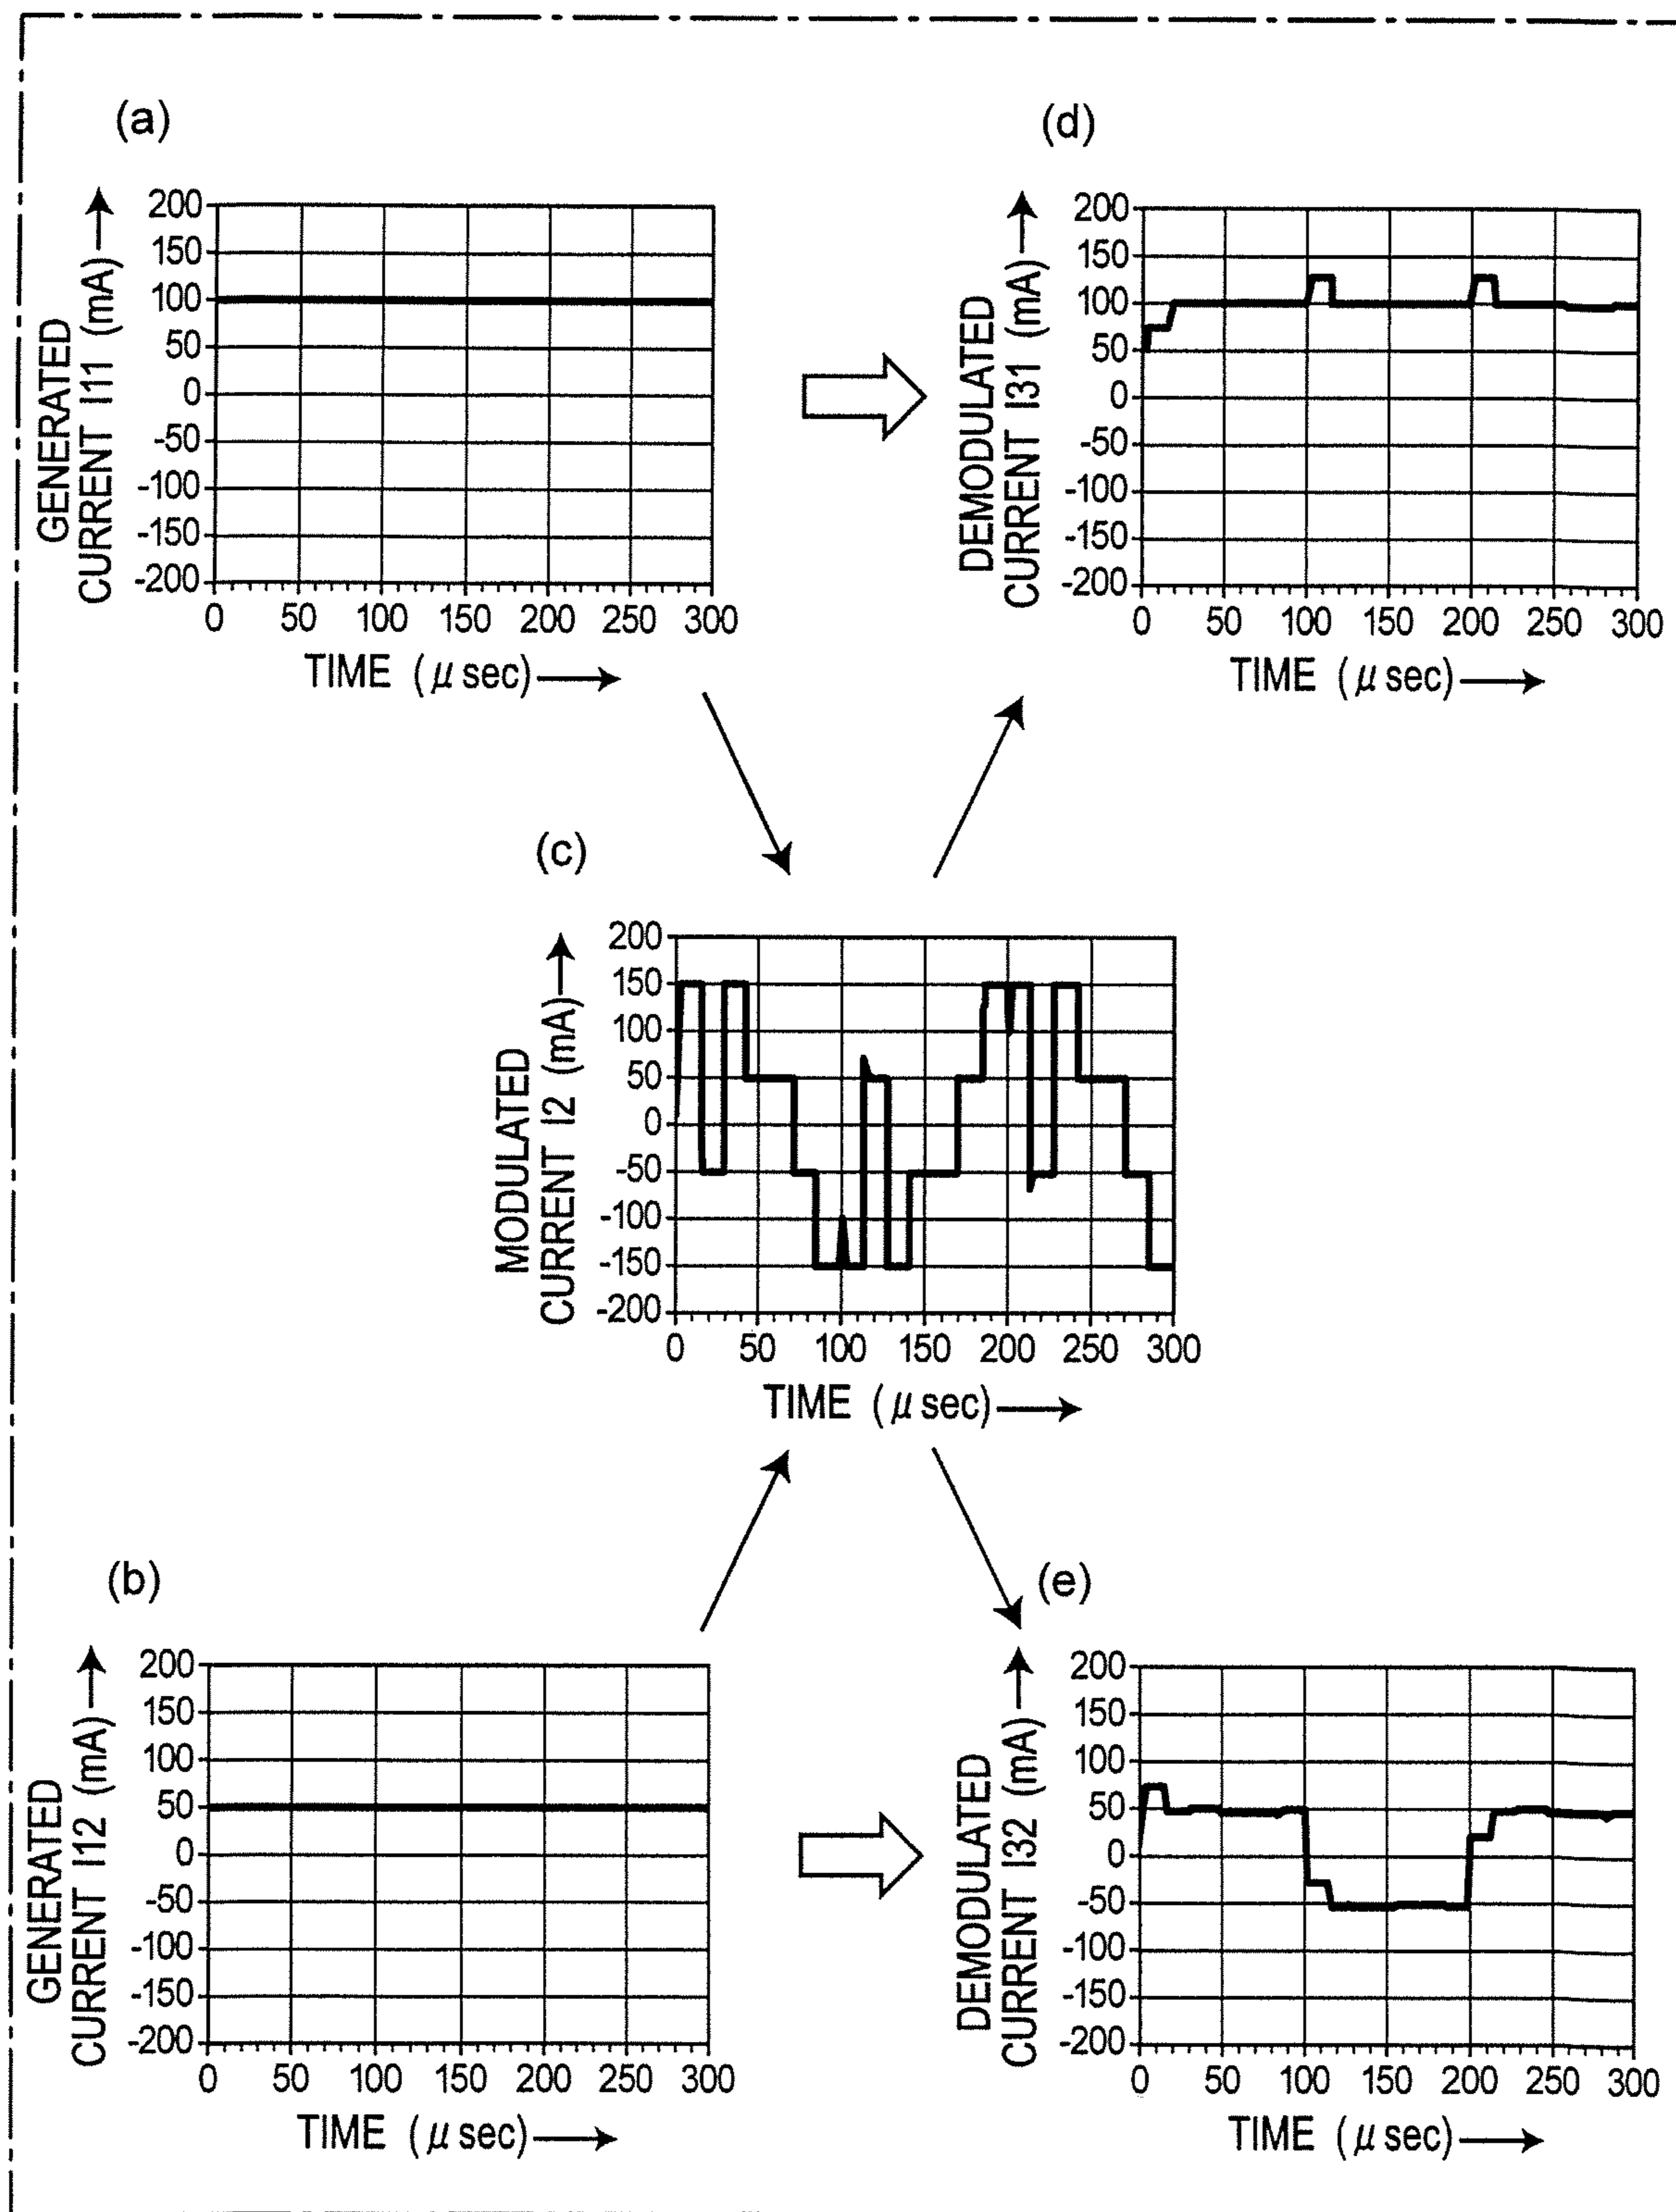 (a)
GENERATED
CURRENT I11 (mA)
200
150
100
50
0
-50
-100
-150
-200
0 50 100 150 200 250 300
TIME (μ sec)
(d)
DEMODULATED
CURRENT I31 (mA)
200
150
100
50
0
-50
-100
-150
-200
0 50 100 150 200 250 300
TIME (μ sec)
(c)
MODULATED
CURRENT I2 (mA)
200
150
100
50
0
-50
-100
-150
-200
0 50 100 150 200 250 300
TIME (μ sec)
(b)
GENERATED
CURRENT I12 (mA)
200
150
100
50
0
-50
-100
-150
-200
0 50 100 150 200 250 300
TIME (μ sec)
(e)
DEMODULATED
CURRENT I32 (mA)
200
150
100
50
0
-50
-100
-150
-200
0 50 100 150 200 250 300
TIME (μ sec)